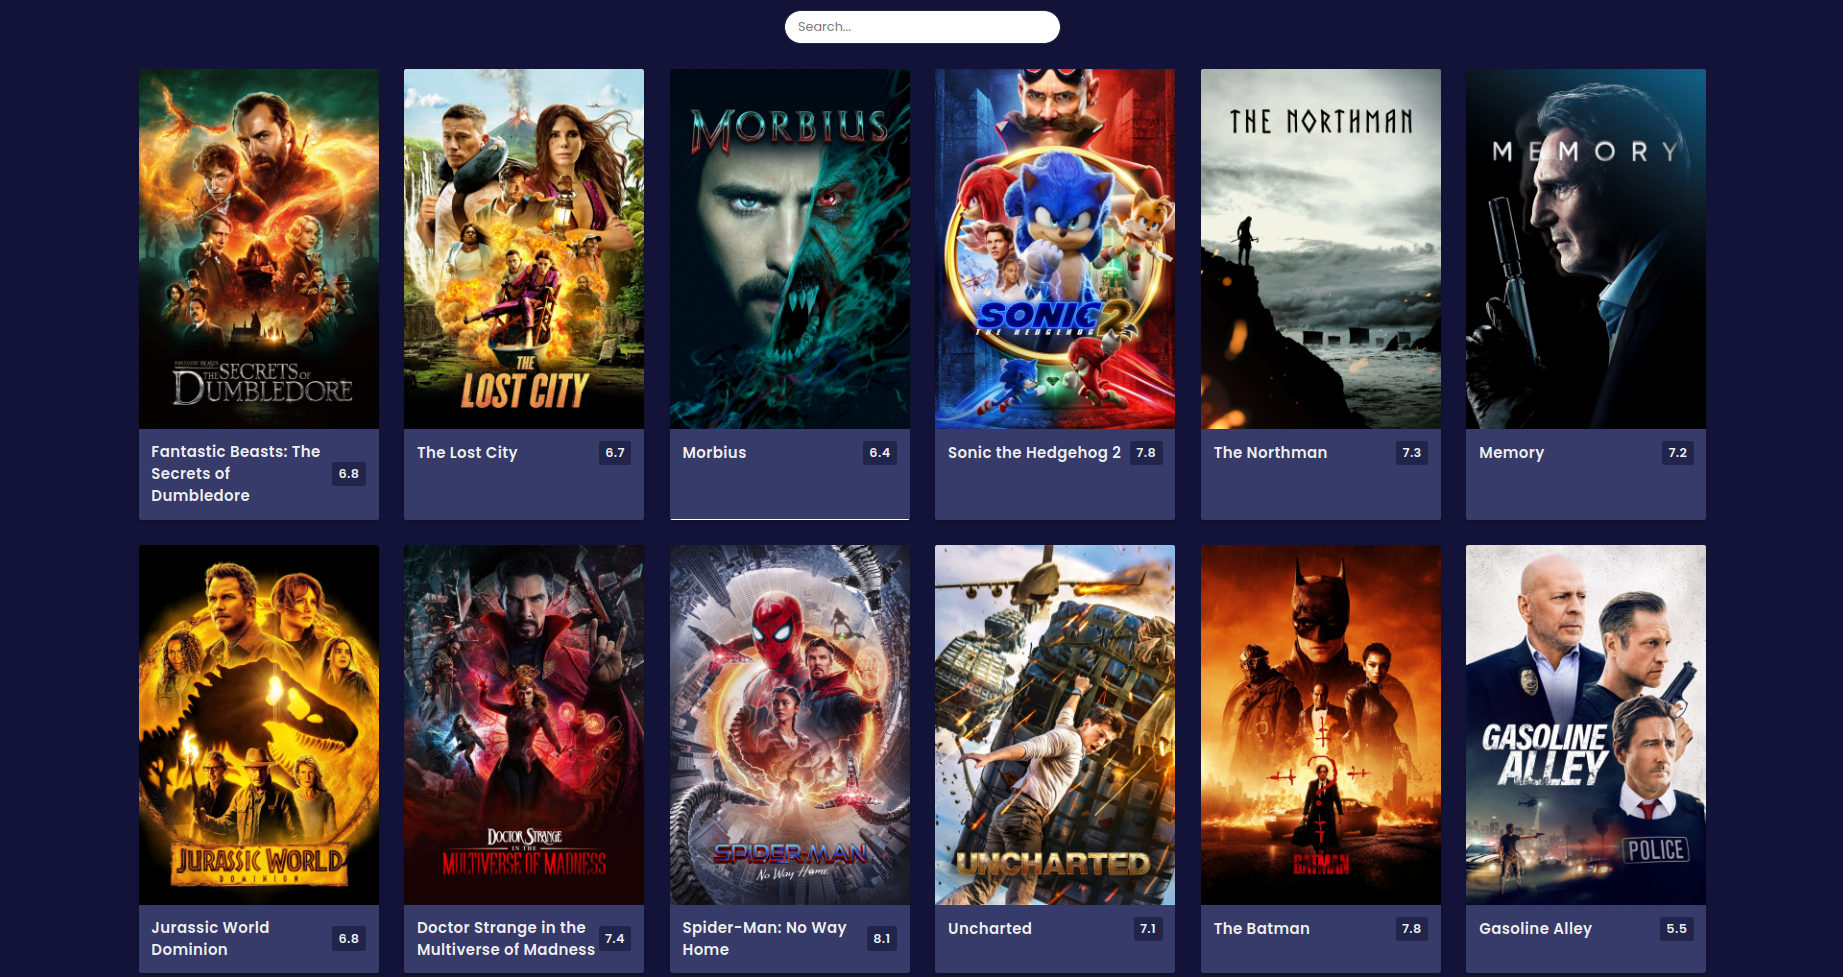 Search...
MORBIUS
THE NORTHMAN
MEMORY
SONIC 2
THE HEDGEHOG
FANTASTIC BEASTS
THE SECRETS OF
DUMBLEDORE
THE
LOST CITY
Fantastic Beasts: The
Secrets of
Dumbledore
6.8
The Lost City
6.7
Morbius
6.4
Sonic the Hedgehog 2
7.8
The Northman
7.3
Memory
7.2
JURASSIC WORLD
DOMINION
DOCTOR STRANGE
IN THE
MULTIVERSE OF MADNESS
SPIDER-MAN
No Way Home
UNCHARTED
THE
BATMAN
GASOLINE
ALLEY
POLICE
Jurassic World
Dominion
6.8
Doctor Strange in the
Multiverse of Madness
7.4
Spider-Man: No Way
Home
8.1
Uncharted
7.1
The Batman
7.8
Gasoline Alley
5.5